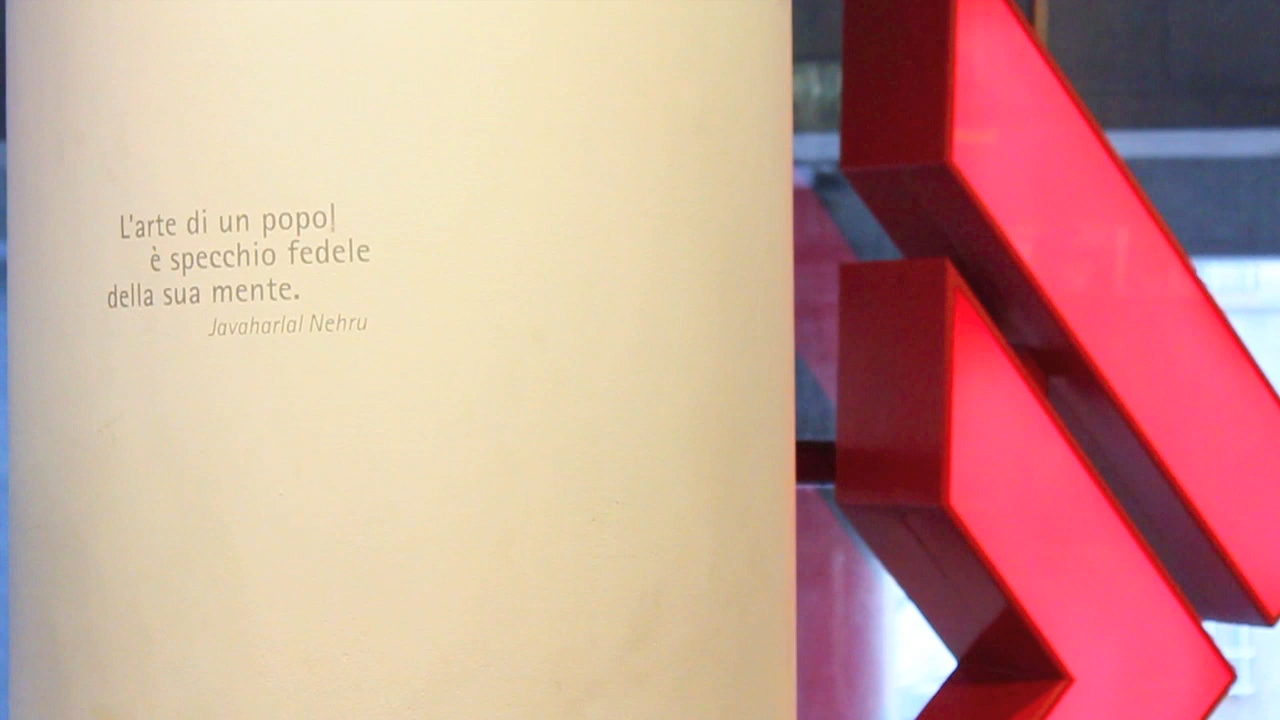 L'arte di un popol
è specchio fedele
della sua mente.
Javaharlal Nehru